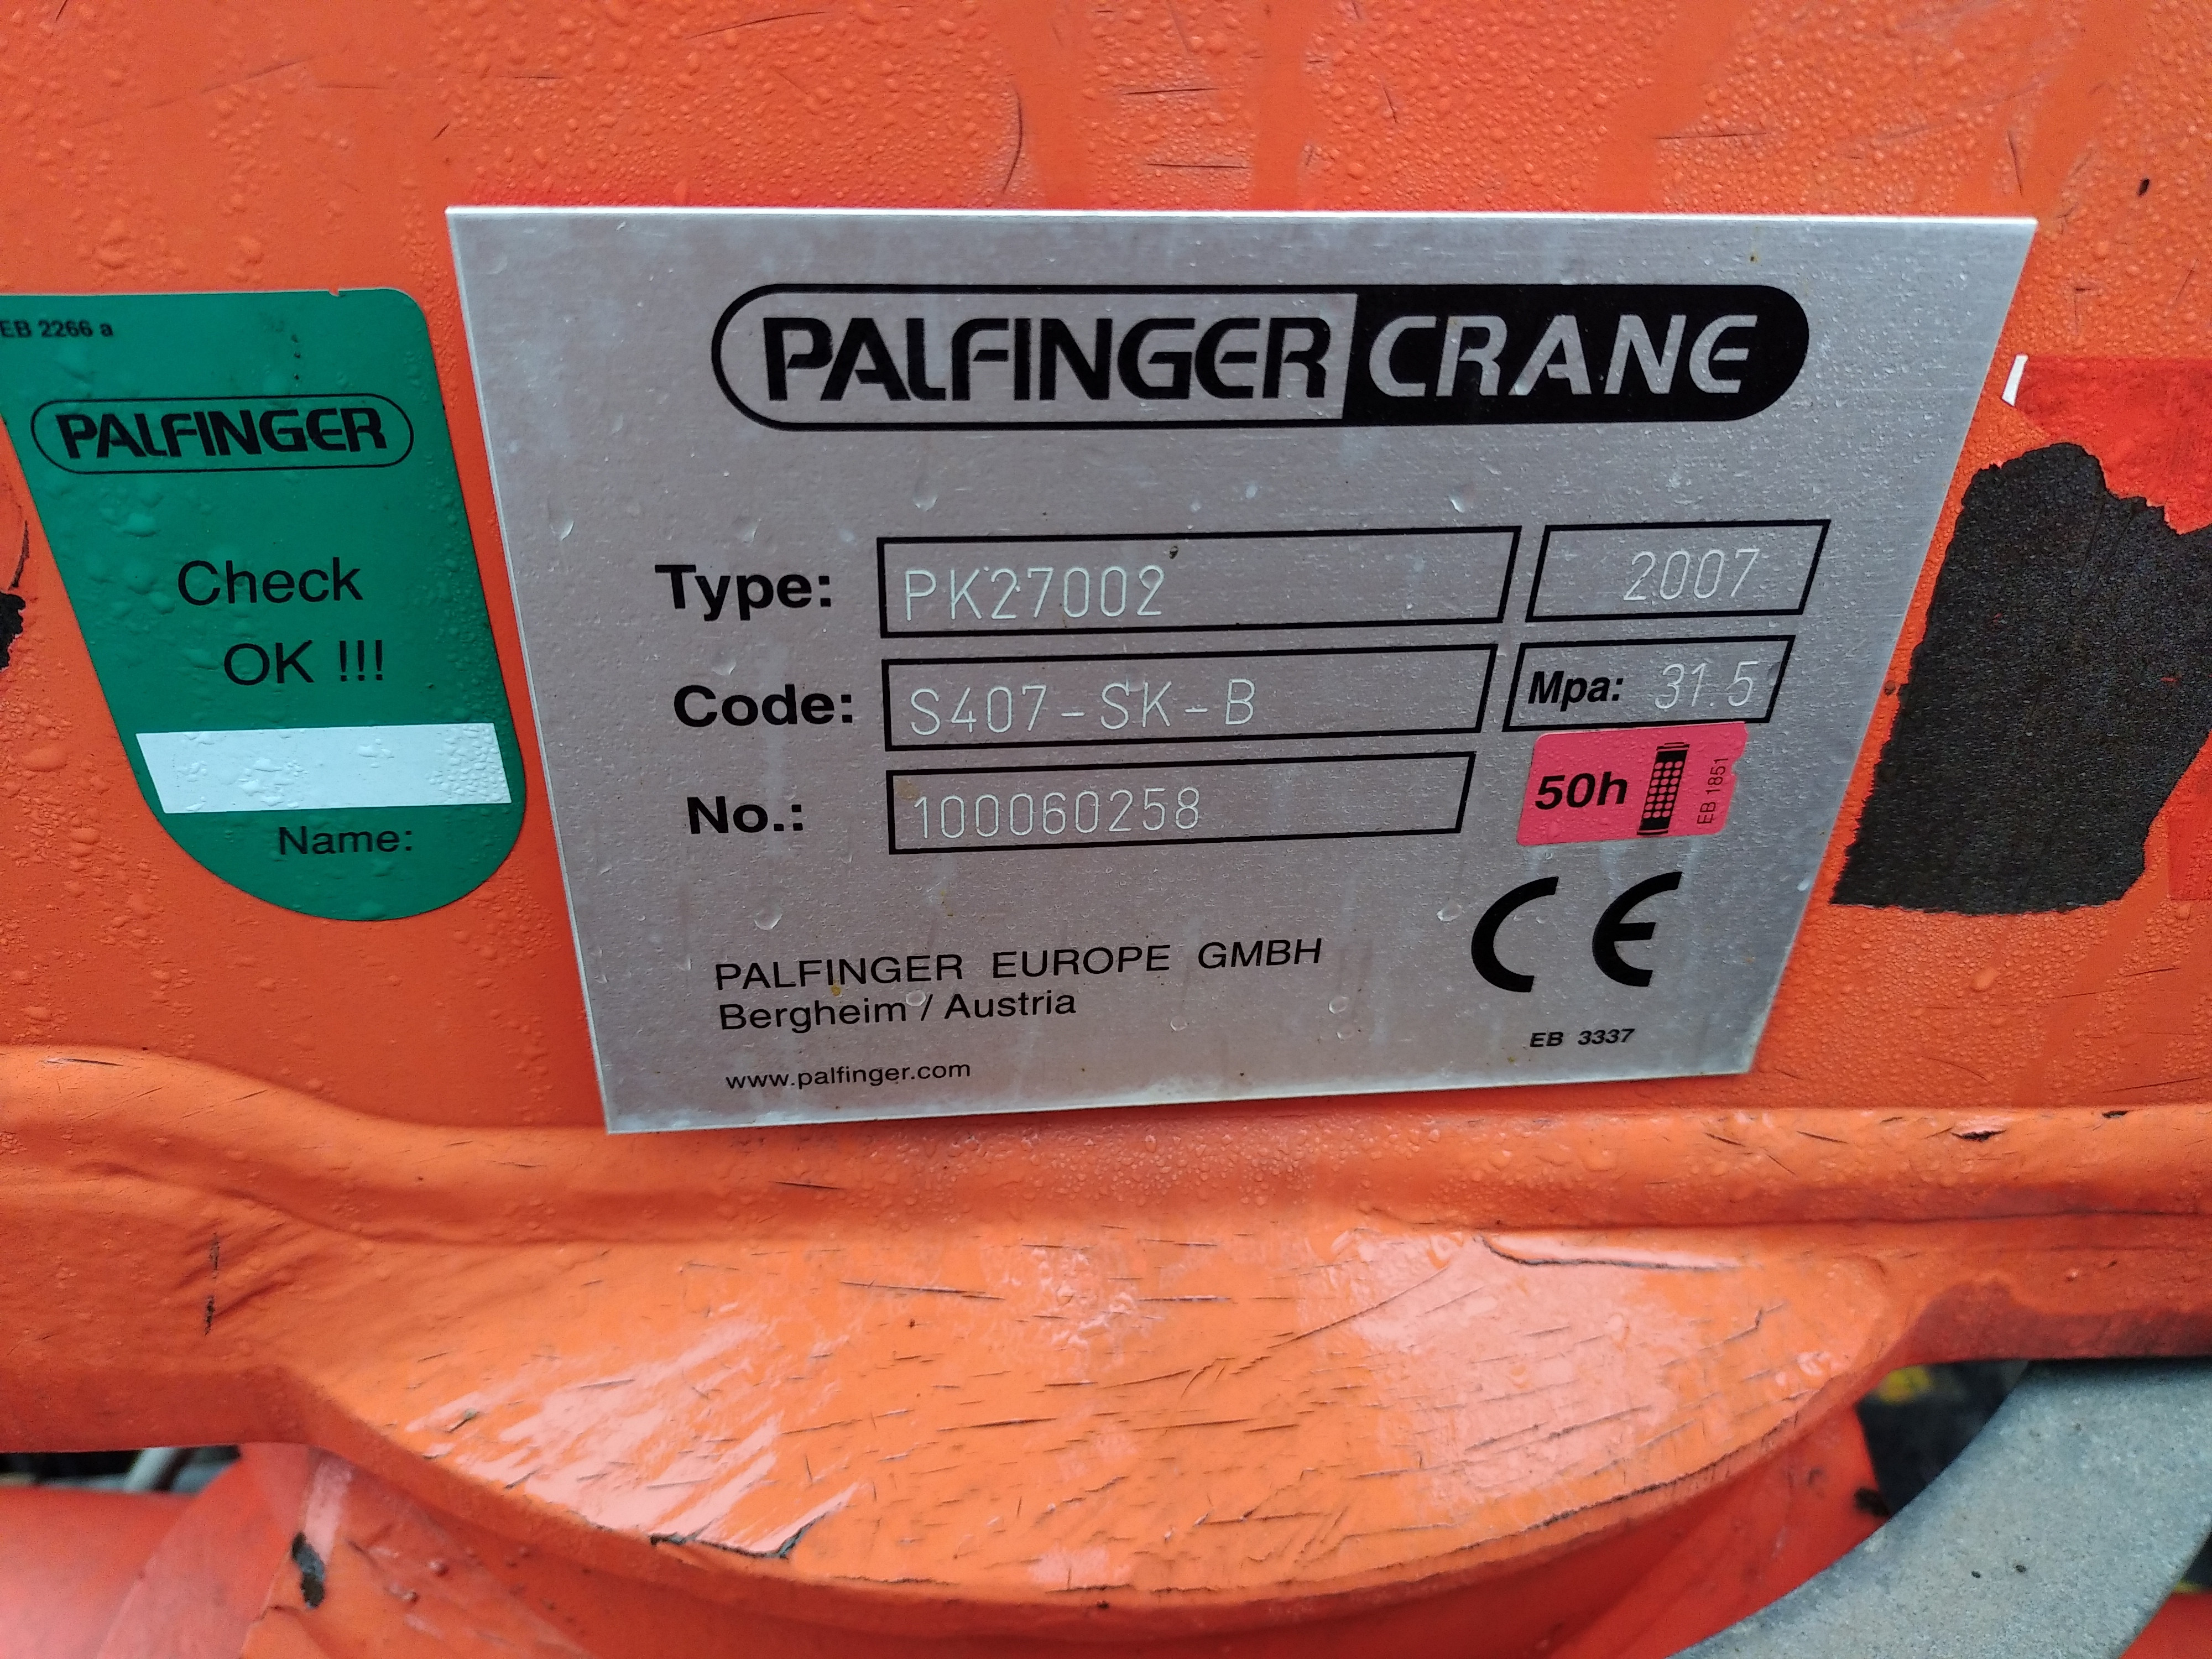 EB 2266 a
PALFINGER
Check
OK !!!
Name:
PALFINGER CRANE
Type: PK27002 2007
Code: S407-SK-B Mpa: 31.5
No.: 100060258
50h EB 1851
PALFINGER EUROPE GMBH
Bergheim / Austria
CE
www.palfinger.com
EB 3337